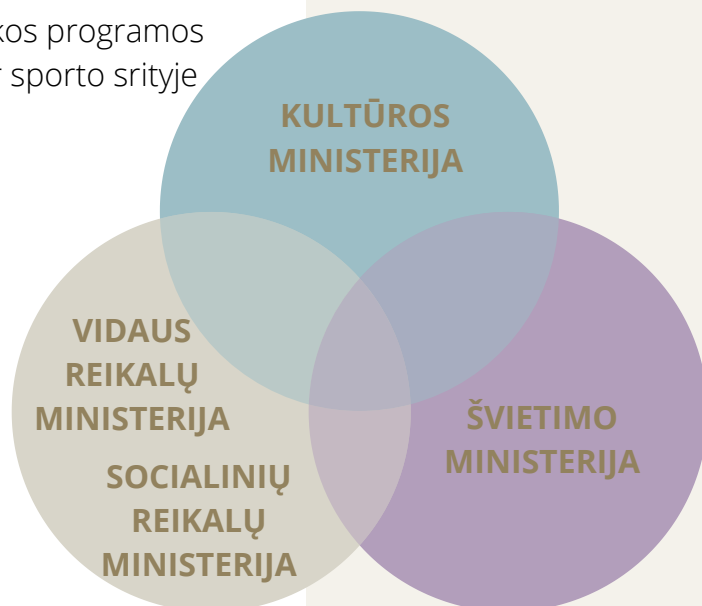 kos programos
r sporto srityje
KULTŪROS
MINISTERIJA
VIDAUS
REIKALŲ
MINISTERIJA
SOCIALINIŲ
REIKALŲ
MINISTERIJA
ŠVIETIMO
MINISTERIJA